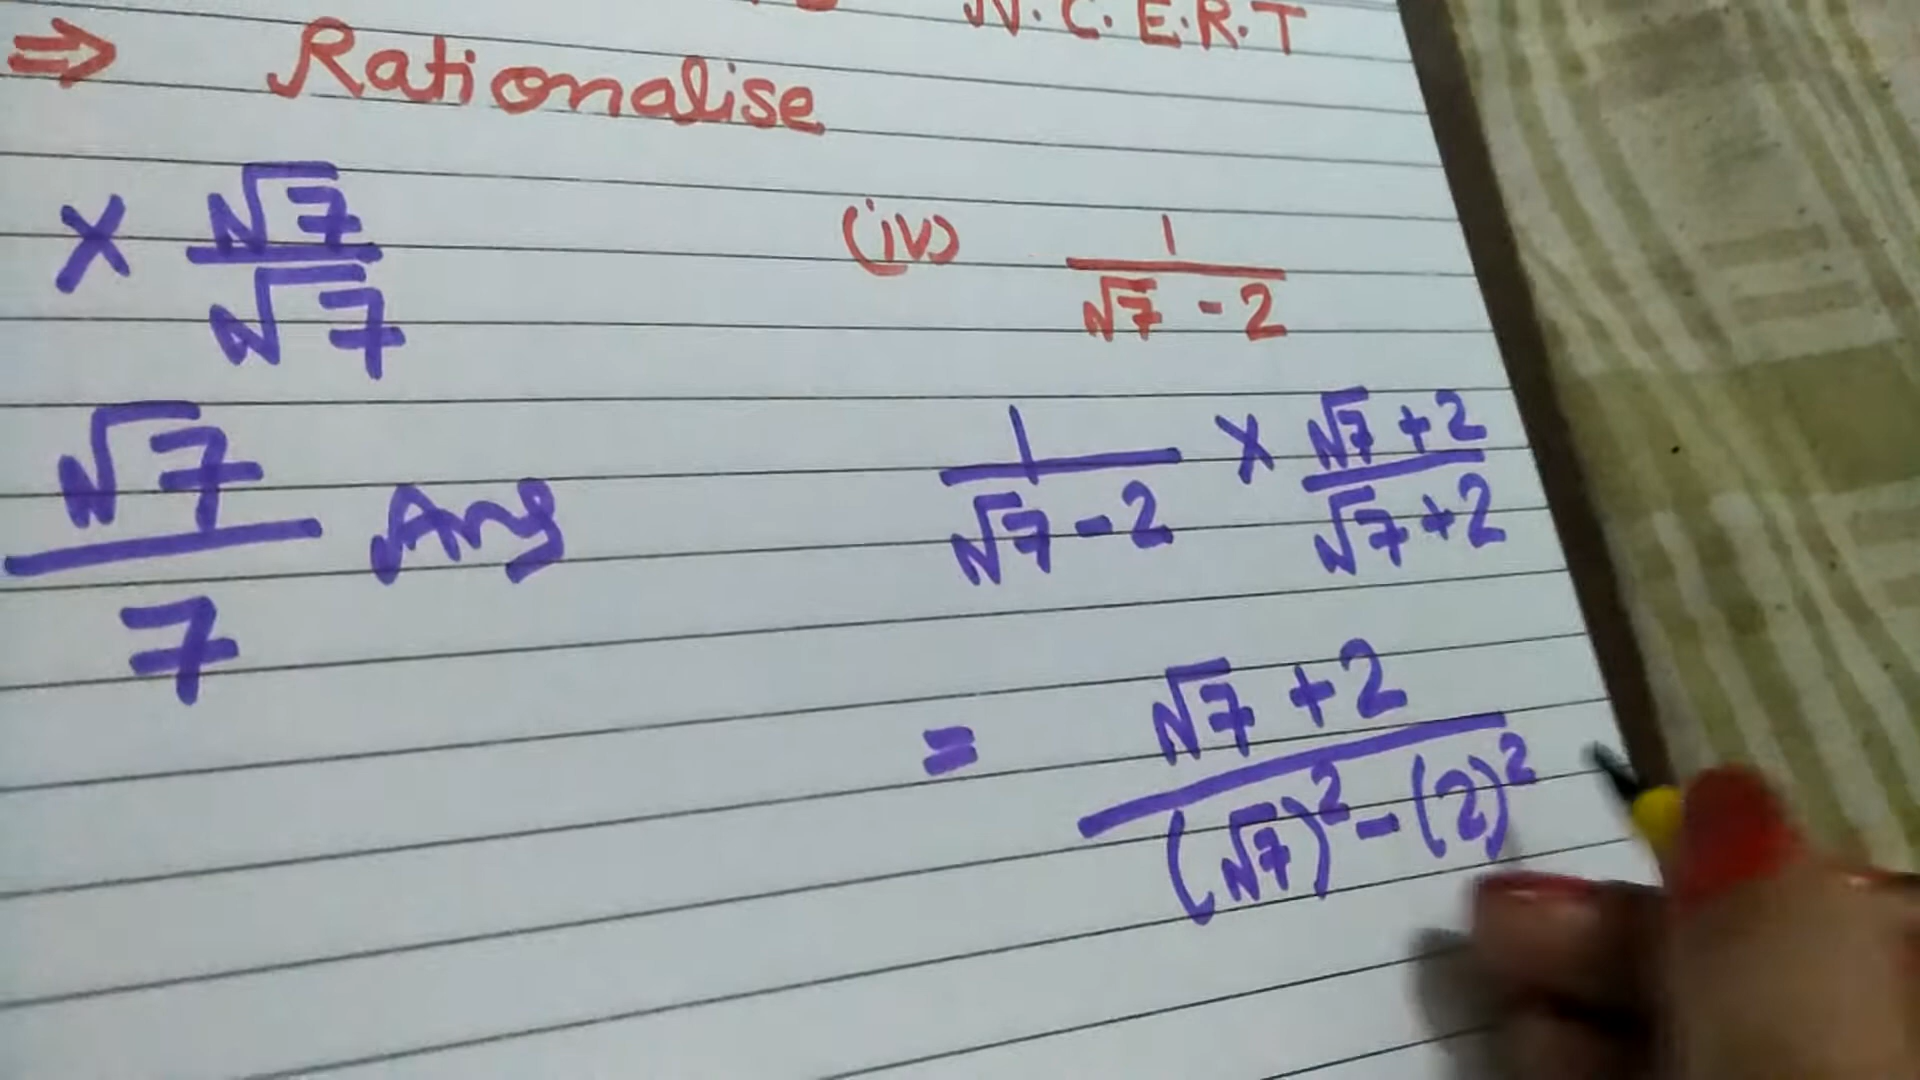 N.C.E.R.T
⇒ Rationalise
× √7/√7
√7/7 Ans
(iv) 1/(√7 - 2)
1/(√7 - 2) × (√7 + 2)/(√7 + 2)
= (√7 + 2)/((√7)² - (2)²)